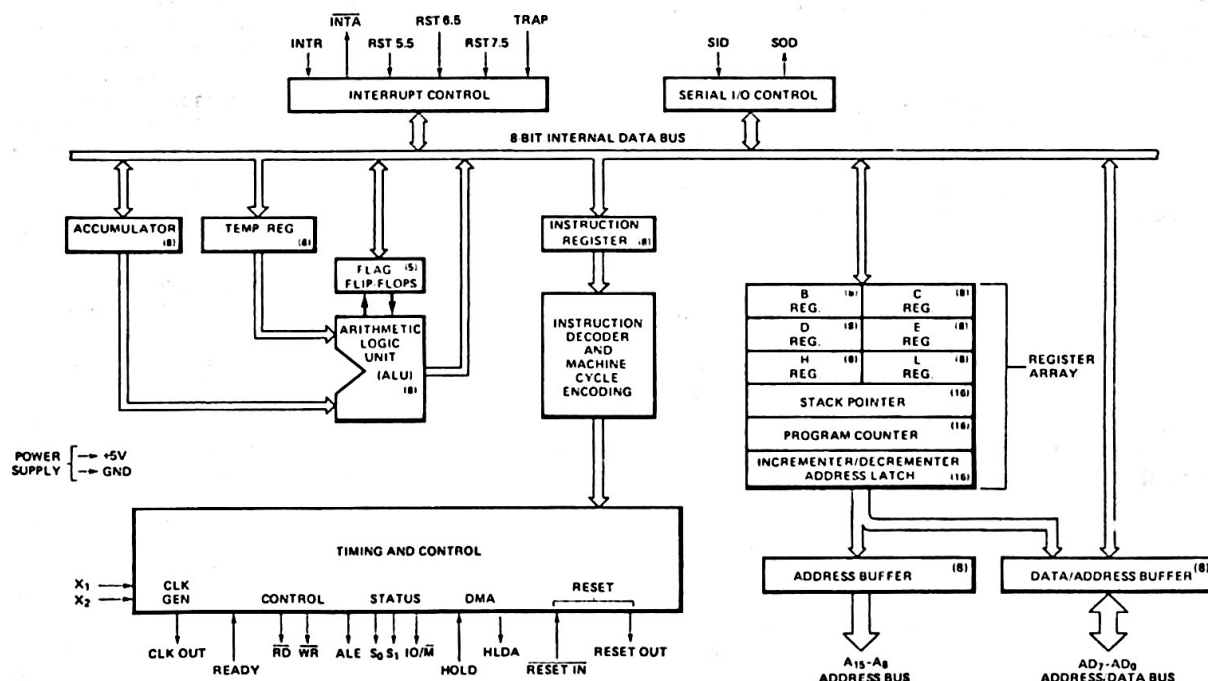 INTR
INTA
RST 5.5
RST 6.5
RST 7.5
TRAP
SID
SOD
INTERRUPT CONTROL
SERIAL I/O CONTROL
8-BIT INTERNAL DATA BUS
ACCUMULATOR
(8)
TEMP REG
(8)
INSTRUCTION
REGISTER (8)
FLAG (5)
FLIP-FLOPS
ARITHMETIC
LOGIC
UNIT
(ALU)
(8)
INSTRUCTION
DECODER
AND
MACHINE
CYCLE
ENCODING
B (8)
REG.
C (8)
REG.
D (8)
REG.
E (8)
REG.
H (8)
REG
L (8)
REG.
STACK POINTER (16)
PROGRAM COUNTER (16)
INCREMENTER/DECREMENTER
ADDRESS LATCH (16)
REGISTER
ARRAY
POWER
SUPPLY
+5V
GND
TIMING AND CONTROL
X1
X2
CLK
GEN
CONTROL
STATUS
DMA
RESET
CLK OUT
READY
RD
WR
ALE
S0
S1
IO/M
HOLD
HLDA
RESET IN
RESET OUT
ADDRESS BUFFER (8)
DATA/ADDRESS BUFFER (8)
A15-A8
ADDRESS BUS
AD7-AD0
ADDRESS/DATA BUS